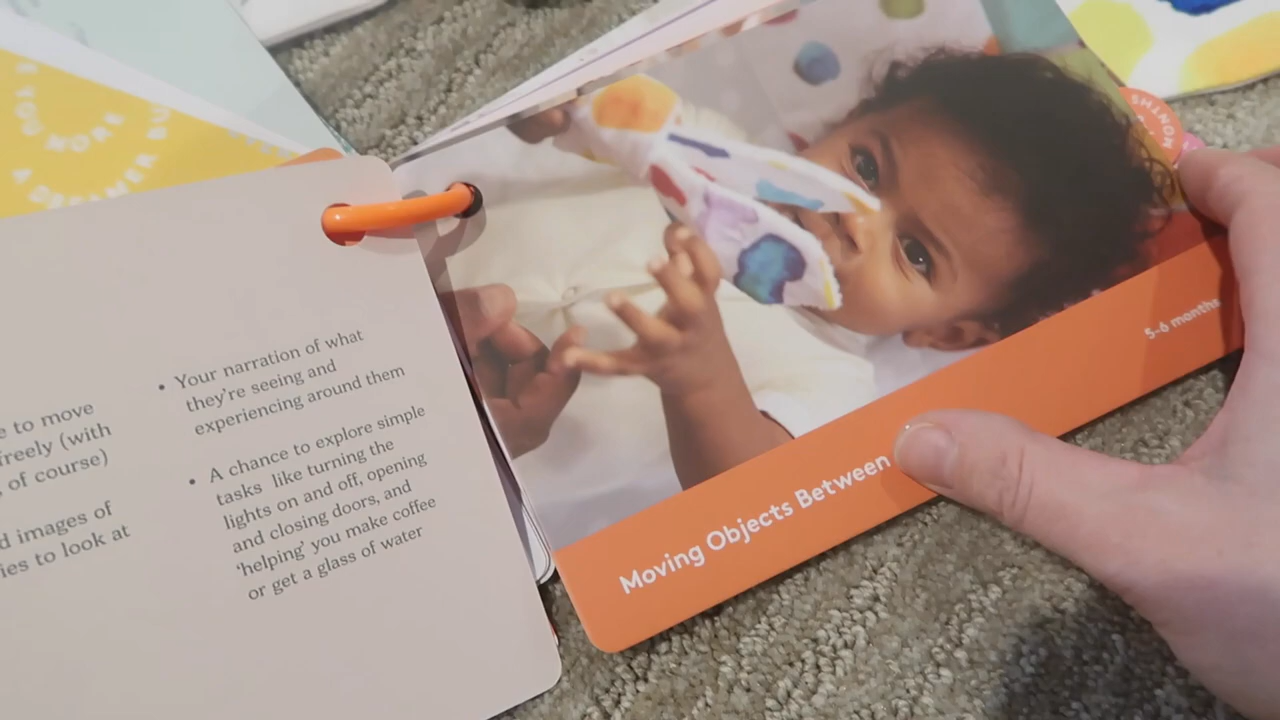 e to move
freely (with
, of course)
d images of
ies to look at
• Your narration of what
they're seeing and
experiencing around them
• A chance to explore simple
tasks like turning the
lights on and off, opening
and closing doors, and
'helping' you make coffee
or get a glass of water
Moving Objects Between
5-6 months
MONTHS
MORE